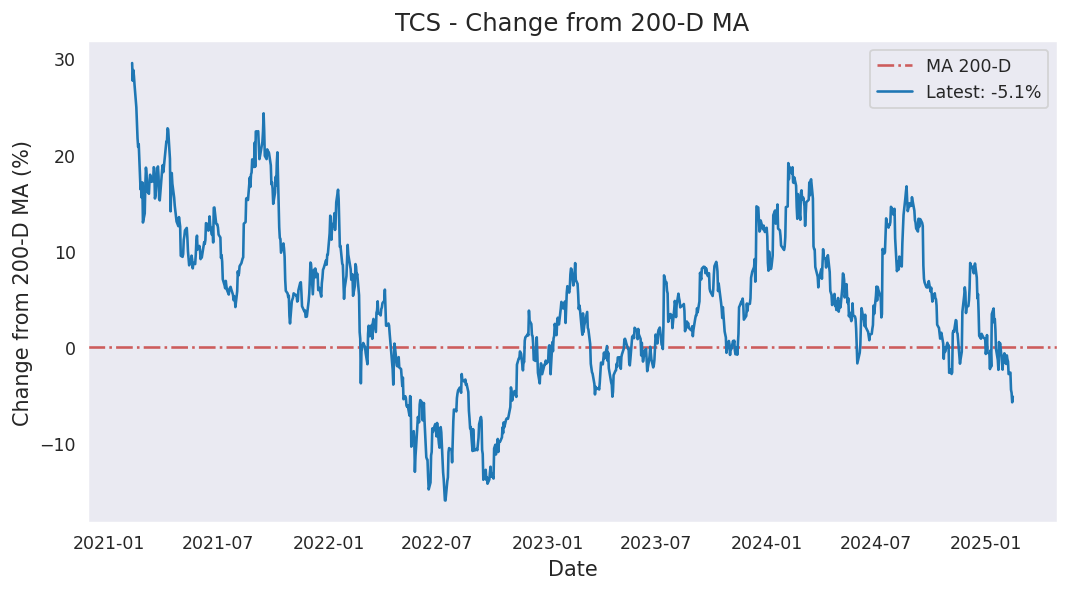 TCS - Change from 200-D MA
MA 200-D
Latest: -5.1%
Change from 200-D MA (%)
30
20
10
0
−10
2021-01
2021-07
2022-01
2022-07
2023-01
2023-07
2024-01
2024-07
2025-01
Date